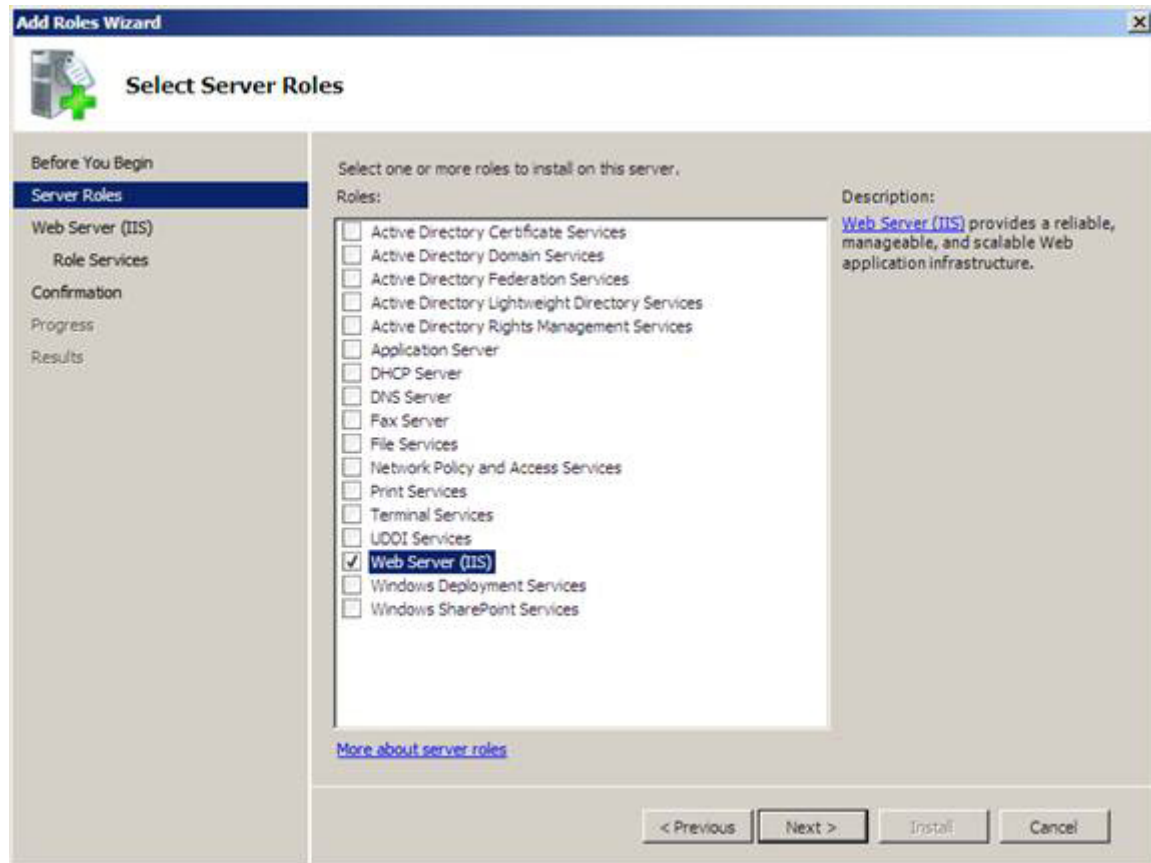 Add Roles Wizard
Select Server Roles
Before You Begin
Server Roles
Web Server (IIS)
Role Services
Confirmation
Progress
Results
Select one or more roles to install on this server.
Roles:
Active Directory Certificate Services
Active Directory Domain Services
Active Directory Federation Services
Active Directory Lightweight Directory Services
Active Directory Rights Management Services
Application Server
DHCP Server
DNS Server
Fax Server
File Services
Network Policy and Access Services
Print Services
Terminal Services
UDDI Services
Web Server (IIS)
Windows Deployment Services
Windows SharePoint Services
More about server roles
Description:
Web Server (IIS) provides a reliable,
manageable, and scalable Web
application infrastructure.
< Previous
Next >
Install
Cancel